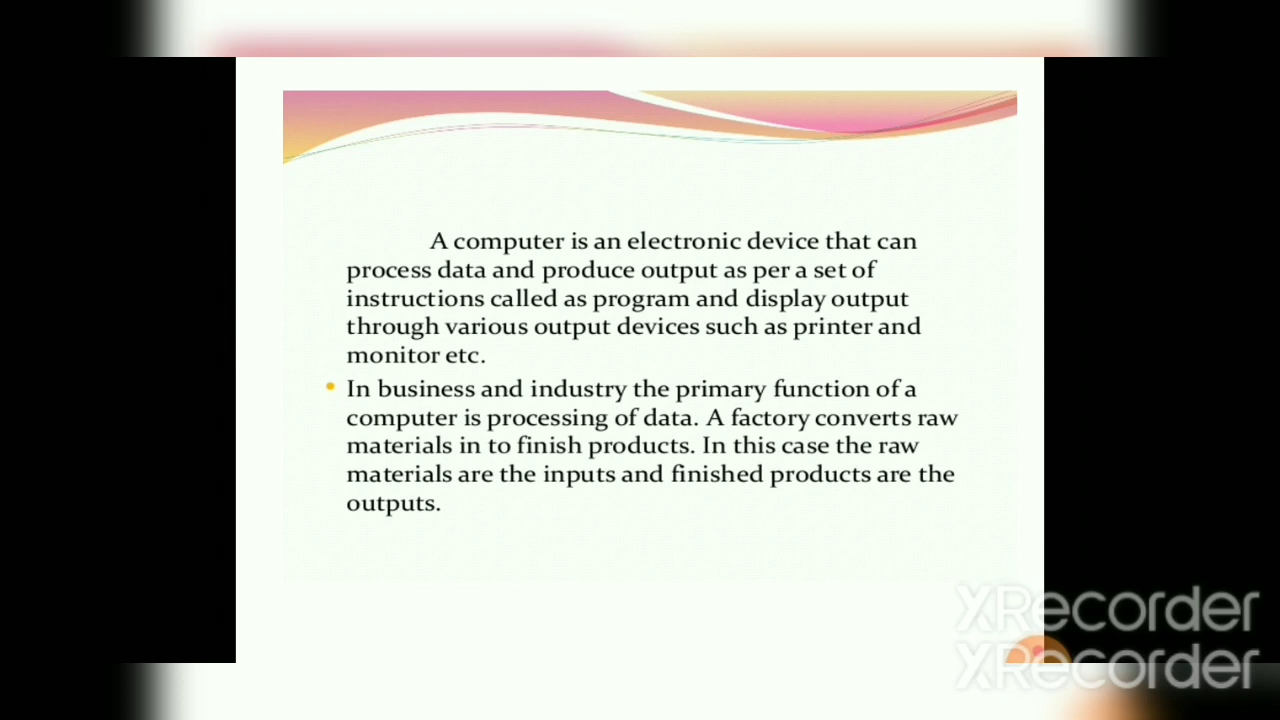 A computer is an electronic device that can
process data and produce output as per a set of
instructions called as program and display output
through various output devices such as printer and
monitor etc.
• In business and industry the primary function of a
computer is processing of data. A factory converts raw
materials in to finish products. In this case the raw
materials are the inputs and finished products are the
outputs.
XRecorder
XRecorder